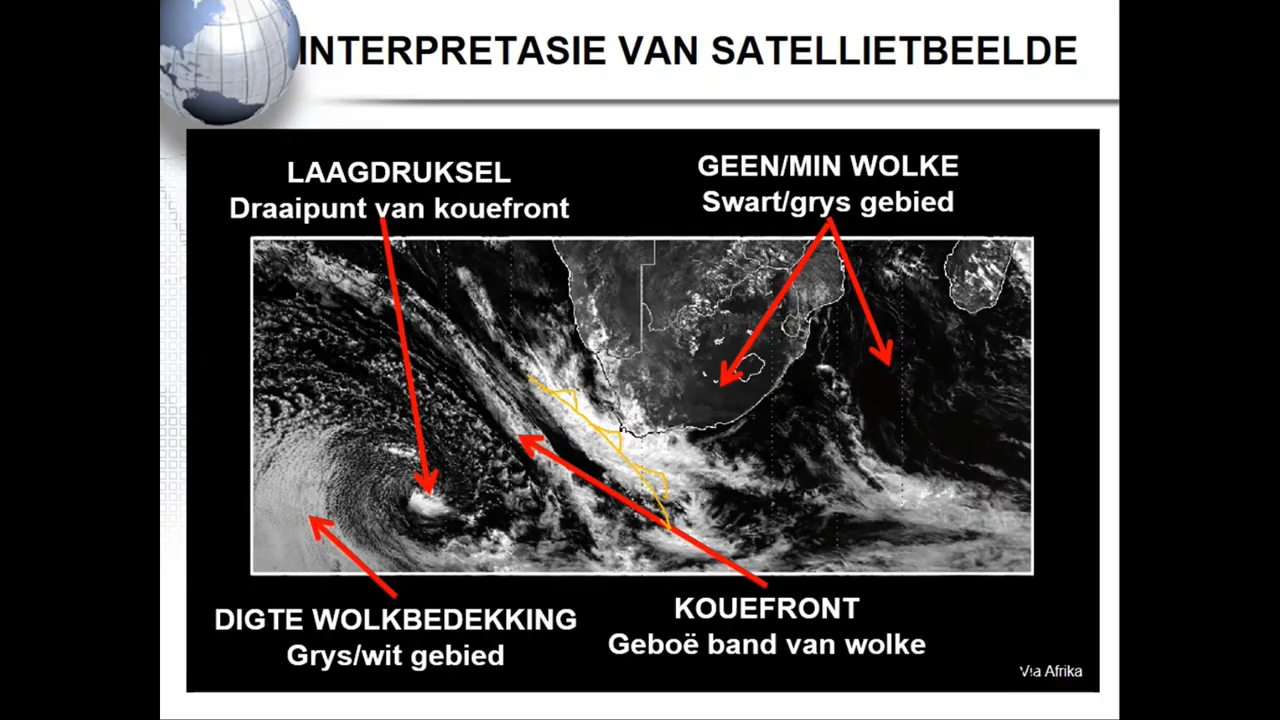 INTERPRETASIE VAN SATELLIETBEELDE
LAAGDRUKSEL
Draaipunt van kouefront
GEEN/MIN WOLKE
Swart/grys gebied
DIGTE WOLKBEDEKKING
Grys/wit gebied
KOUEFRONT
Geboë band van wolke
Via Afrika